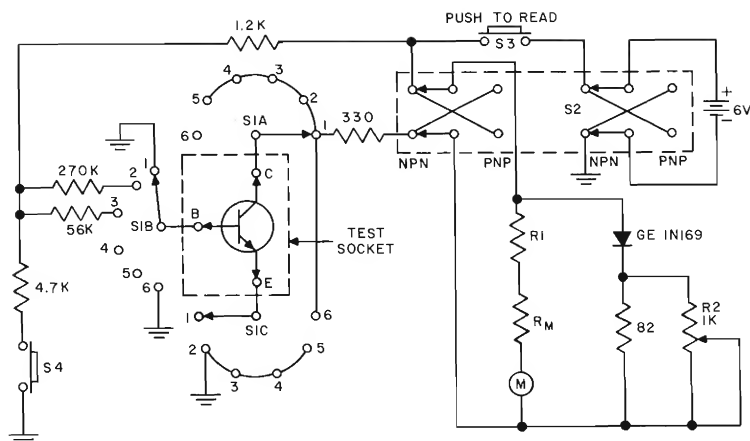 1.2K
PUSH TO READ
S3
4
3
5
2
S2
+
6V
−
S1A
1
330
6
NPN
PNP
NPN
PNP
1
270K
2
C
3
56K
S1B
B
TEST
SOCKET
R1
GE IN169
4
5
E
4.7K
6
1
S1C
6
RM
82
R2
1K
S4
2
5
3
4
M